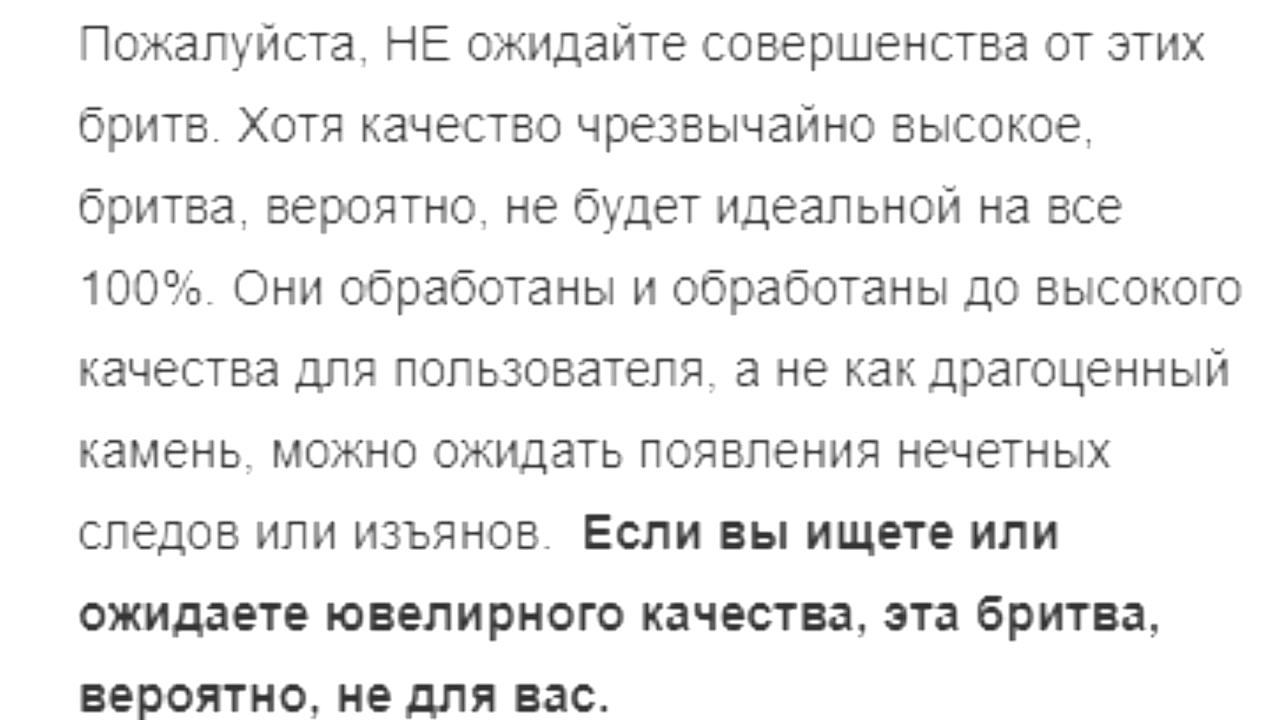 Пожалуйста, НЕ ожидайте совершенства от этих
бритв. Хотя качество чрезвычайно высокое,
бритва, вероятно, не будет идеальной на все
100%. Они обработаны и обработаны до высокого
качества для пользователя, а не как драгоценный
камень, можно ожидать появления нечетных
следов или изъянов. Если вы ищете или
ожидаете ювелирного качества, эта бритва,
вероятно, не для вас.